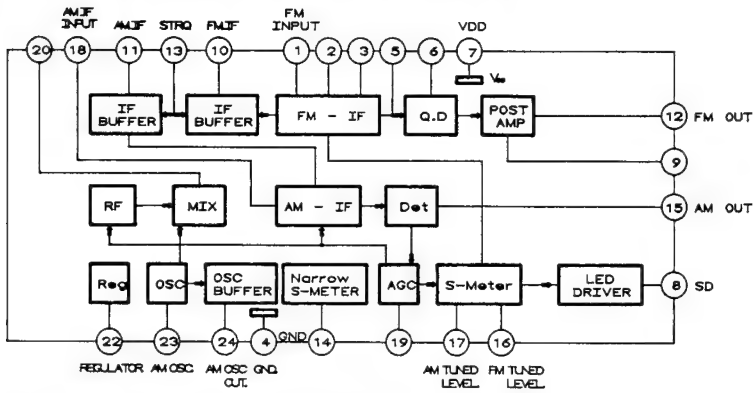 AM IF INPUT
AM IF
STRQ
FM IF
FM INPUT
VDD
20
18
11
13
10
1
2
3
5
6
7
IF BUFFER
IF BUFFER
FM - IF
Q.D
POST AMP
12
FM OUT
9
RF
MIX
AM - IF
Det
15
AM OUT
Reg
OSC
OSC BUFFER
Narrow S-METER
AGC
S-Meter
LED DRIVER
8
SD
22
23
24
4
GND
14
19
17
16
REGULATOR
AM OSC
AM OSC OUT.
GND.
AM TUNED LEVEL
FM TUNED LEVEL